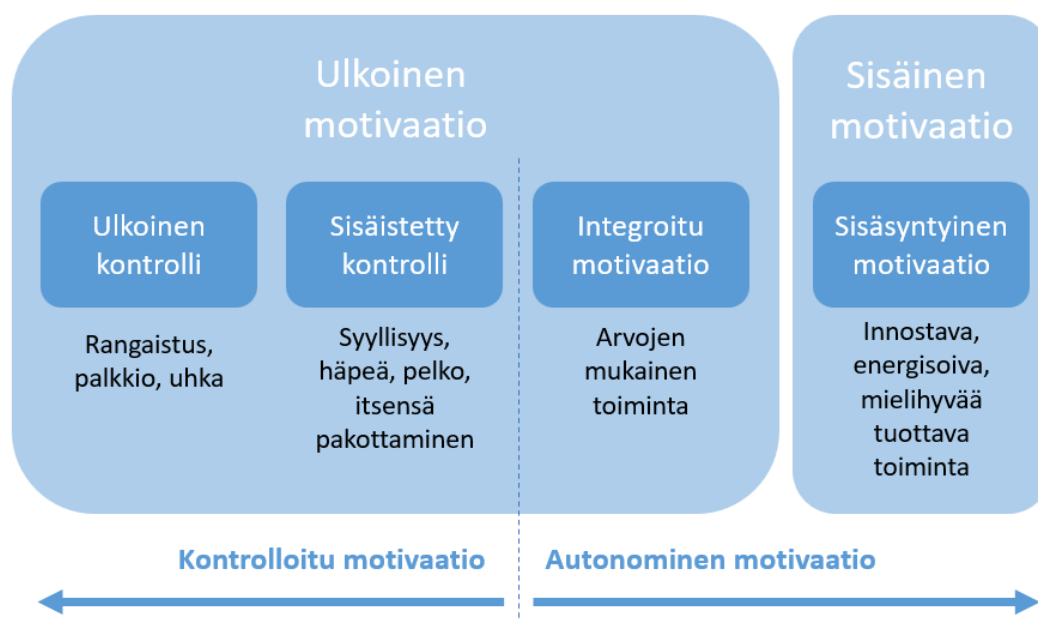 Ulkoinen
motivaatio
Sisäinen
motivaatio
Ulkoinen
kontrolli
Rangaistus,
palkkio, uhka
Sisäistetty
kontrolli
Syyllisyys,
häpeä, pelko,
itsensä
pakottaminen
Integroitu
motivaatio
Arvojen
mukainen
toiminta
Sisäsyntyinen
motivaatio
Innostava,
energisoiva,
mielihyvää
tuottava
toiminta
Kontrolloitu motivaatio
Autonominen motivaatio